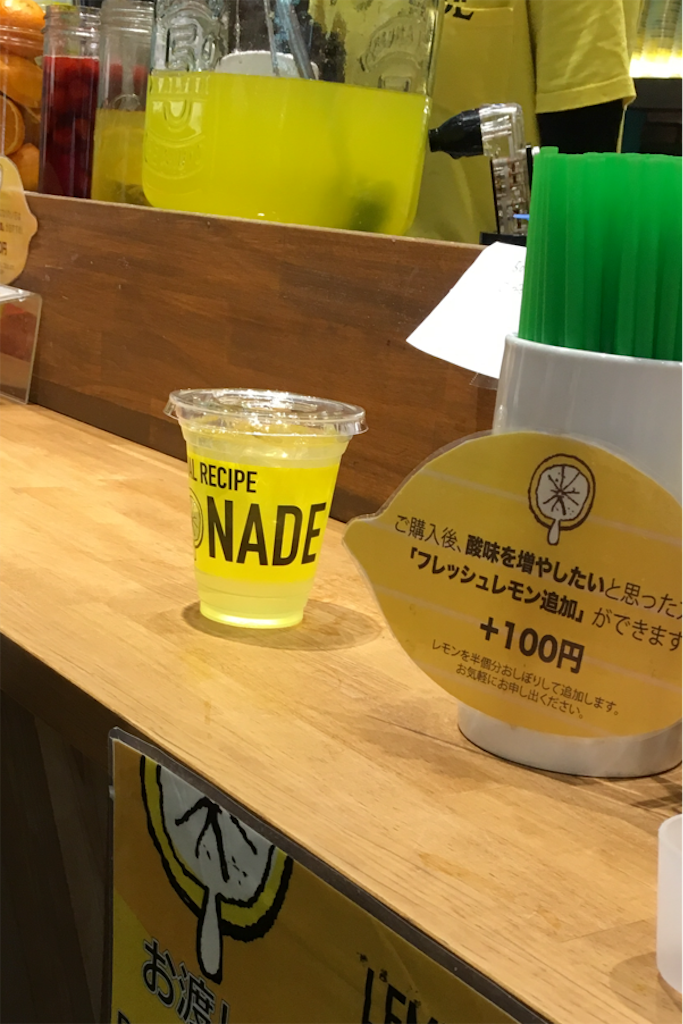 AL RECIPE
NADE
ご購入後、酸味を増やしたいと思った
「フレッシュレモン追加」ができます
+100円
レモンを半個分おしぼりして追加します。
お気軽にお申し出ください。
円
お渡し
LEM